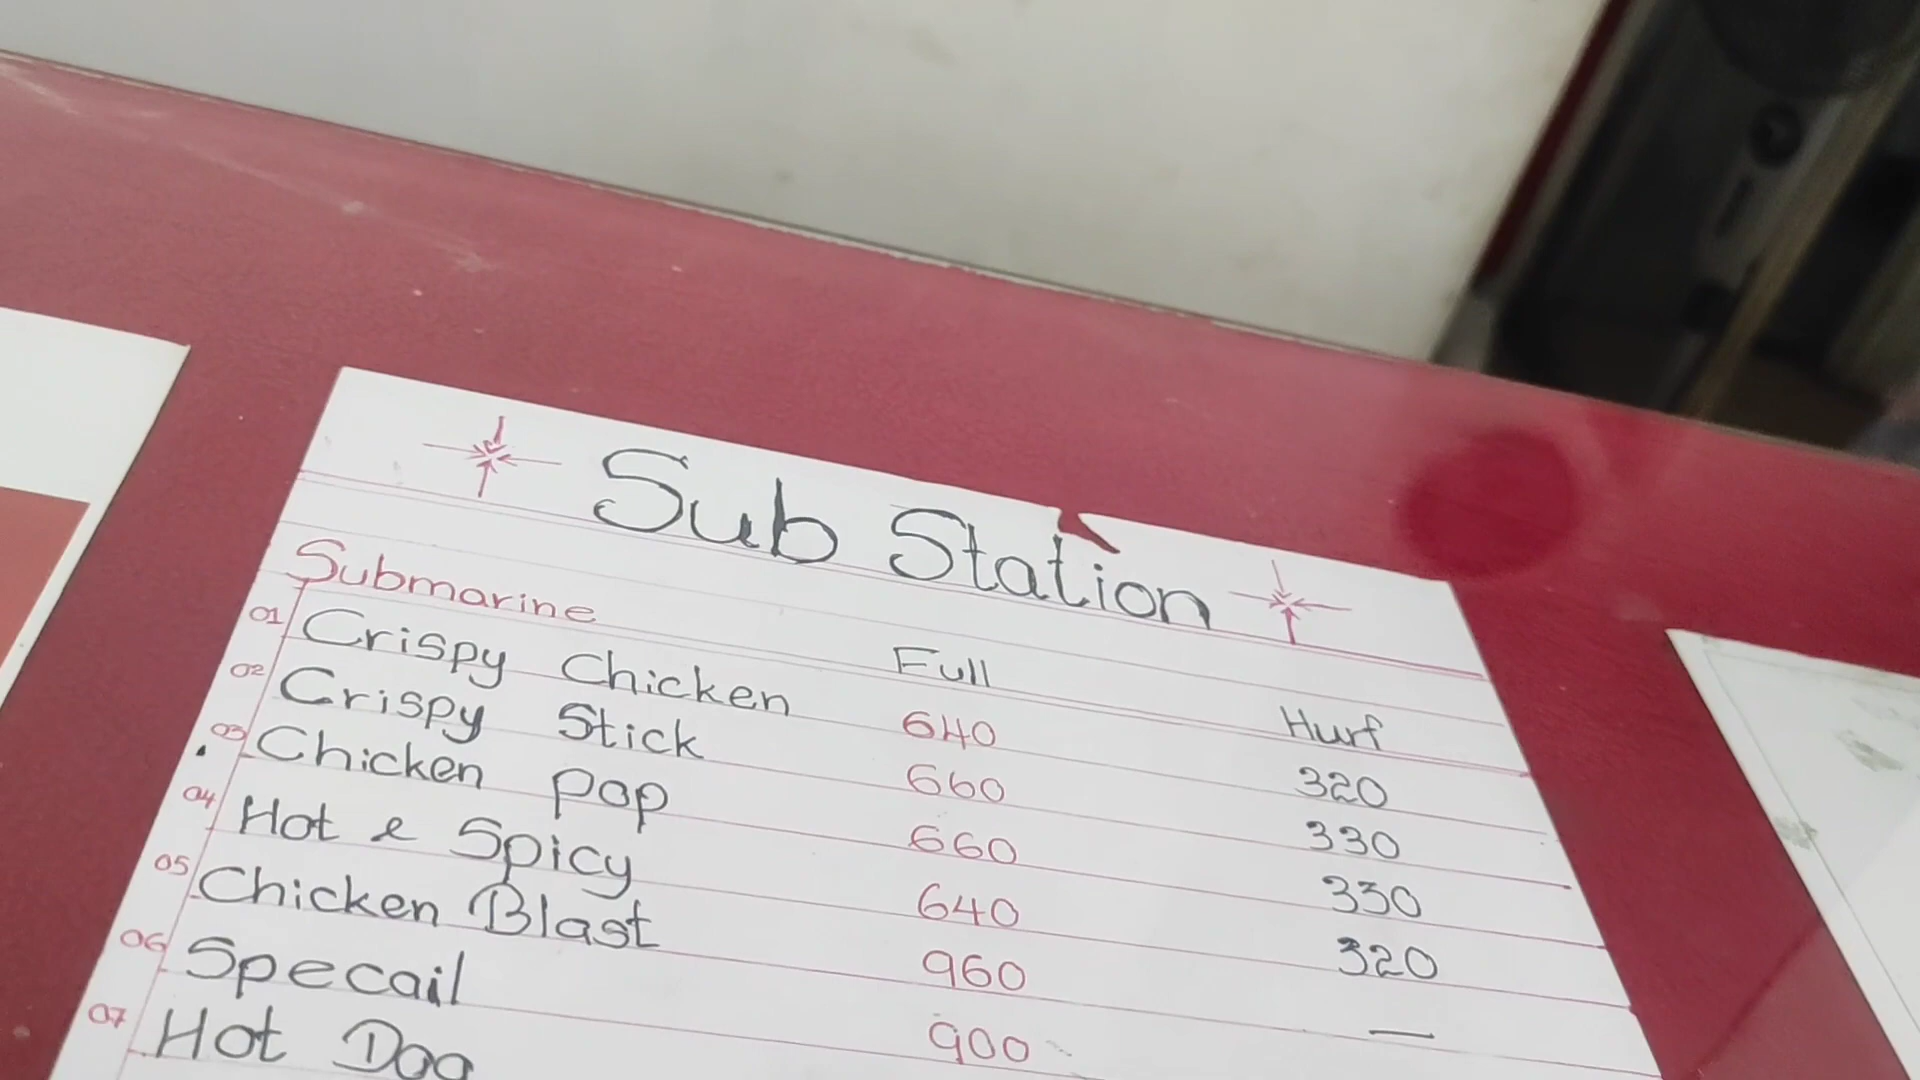 Sub Station
Submarine Full Hurf
01 Crispy Chicken 640 320
02 Crispy Stick 660 330
03 Chicken Pop 660 330
04 Hot & Spicy 640 320
05 Chicken Blast 960 —
06 Specail 900
07 Hot Dog